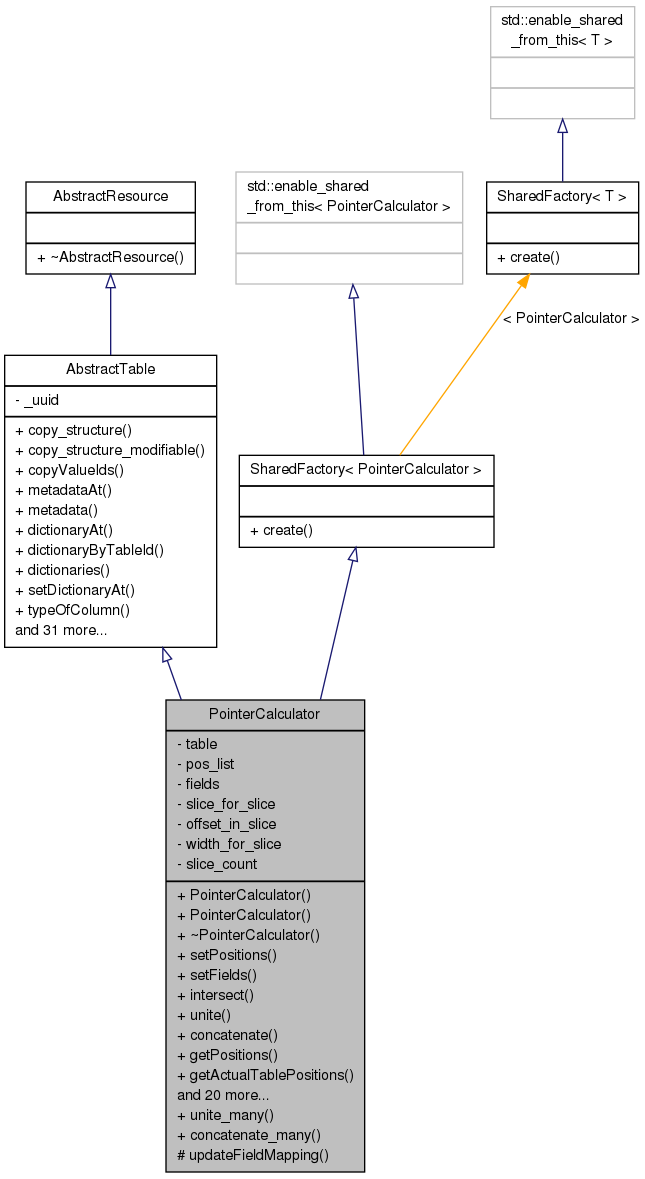 std::enable_shared
_from_this< T >
AbstractResource
+ ~AbstractResource()
std::enable_shared
_from_this< PointerCalculator >
SharedFactory< T >
+ create()
< PointerCalculator >
AbstractTable
- _uuid
+ copy_structure()
+ copy_structure_modifiable()
+ copyValueIds()
+ metadataAt()
+ metadata()
+ dictionaryAt()
+ dictionaryByTableId()
+ dictionaries()
+ setDictionaryAt()
+ typeOfColumn()
and 31 more...
SharedFactory< PointerCalculator >
+ create()
PointerCalculator
- table
- pos_list
- fields
- slice_for_slice
- offset_in_slice
- width_for_slice
- slice_count
+ PointerCalculator()
+ PointerCalculator()
+ ~PointerCalculator()
+ setPositions()
+ setFields()
+ intersect()
+ unite()
+ concatenate()
+ getPositions()
+ getActualTablePositions()
and 20 more...
+ unite_many()
+ concatenate_many()
# updateFieldMapping()